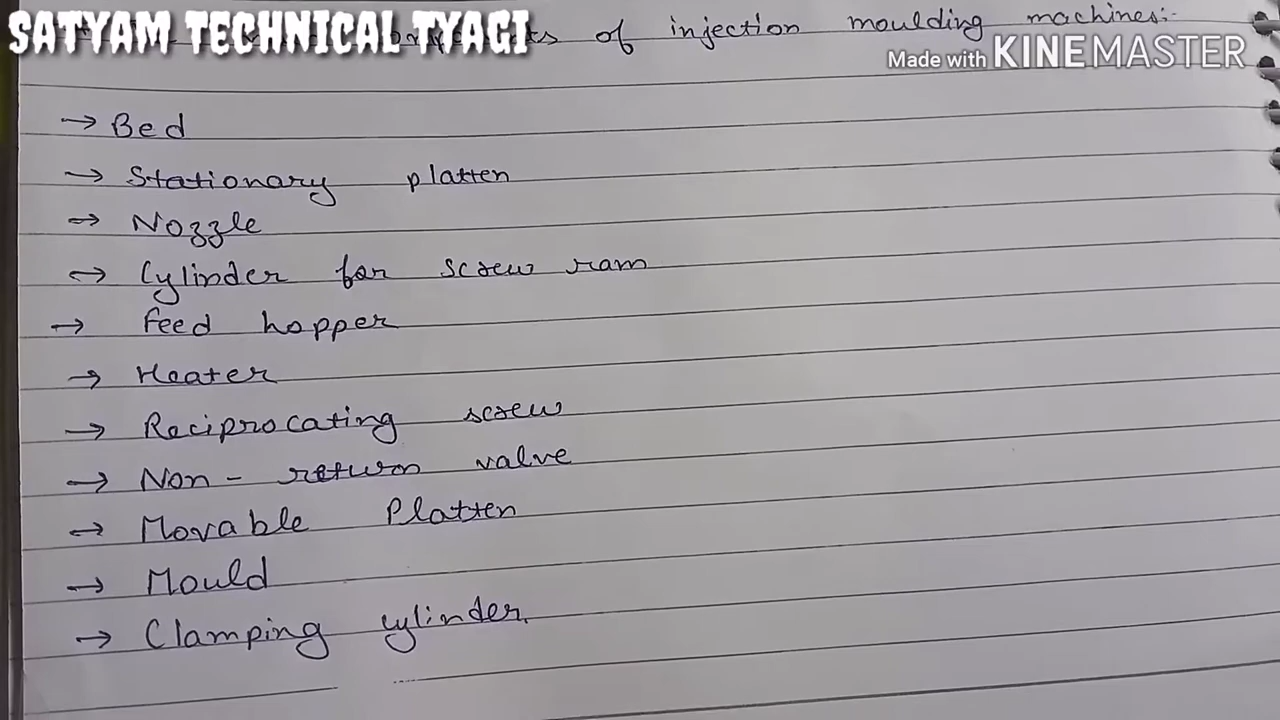 SATYAM TECHNICAL TYAGI
of injection moulding machines:-
Made with KINEMASTER
→ Bed
→ Stationary platten
→ Nozzle
→ Cylinder for screw ram
→ feed hopper
→ Heater
→ Reciprocating screw
→ Non - return valve
→ Movable Platten
→ Mould
→ Clamping cylinder.